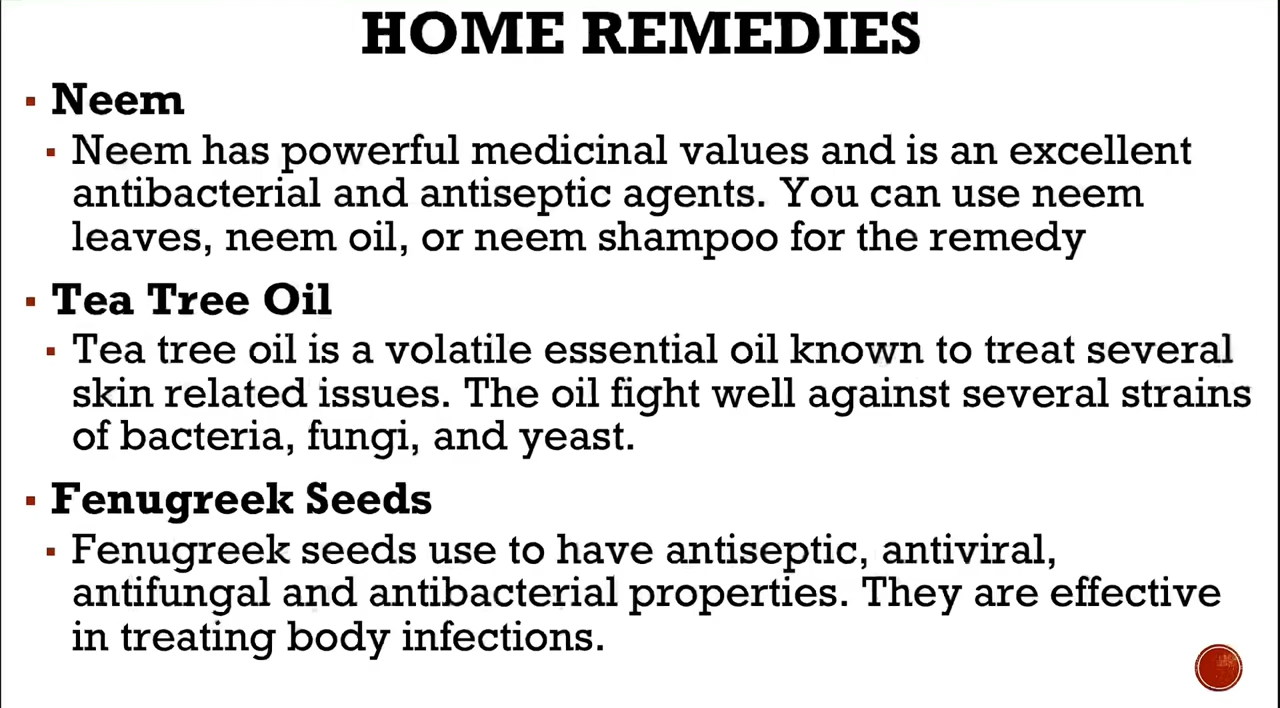 HOME REMEDIES
Neem
Neem has powerful medicinal values and is an excellent
antibacterial and antiseptic agents. You can use neem
leaves, neem oil, or neem shampoo for the remedy
Tea Tree Oil
Tea tree oil is a volatile essential oil known to treat several
skin related issues. The oil fight well against several strains
of bacteria, fungi, and yeast.
Fenugreek Seeds
Fenugreek seeds use to have antiseptic, antiviral,
antifungal and antibacterial properties. They are effective
in treating body infections.